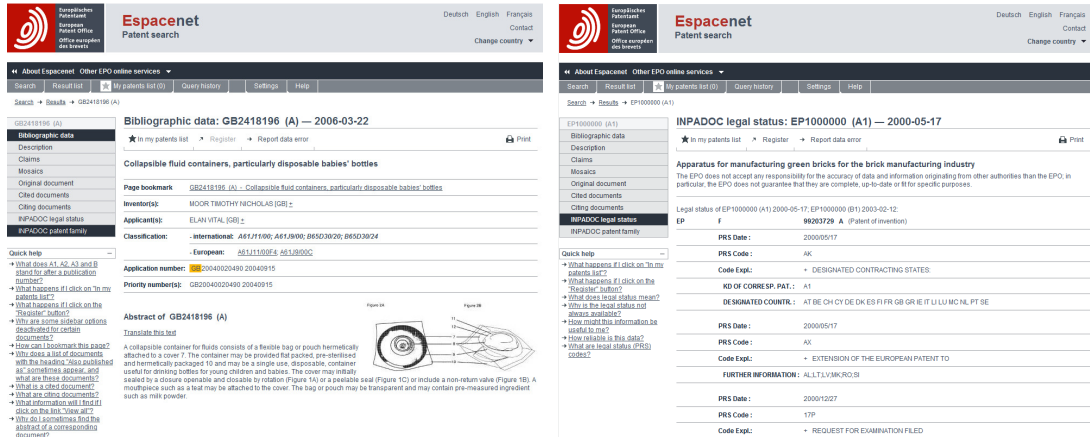 Europäisches
Patentamt
European
Patent Office
Office européen
des brevets
Espacenet
Patent search
Deutsch English Français
Contact
Change country
About Espacenet Other EPO online services
Search Result list My patents list (0) Query history Settings Help
Search → Results → GB2418196 (A)
GB2418196 (A)
Bibliographic data
Description
Claims
Mosaics
Original document
Cited documents
Citing documents
INPADOC legal status
INPADOC patent family
Quick help
→ What does A1, A2, A3 and B
stand for after a publication
number?
→ What happens if I click on "In my
patents list"?
→ What happens if I click on the
"Register" button?
→ Why are some sidebar options
deactivated for certain
documents?
→ How can I bookmark this page?
→ Why does a list of documents
with the heading "Also published
as" sometimes appear, and
what are these documents?
→ What is a cited document?
→ What are citing documents?
→ What information will I find if I
click on the link "View all"?
→ Why do I sometimes find the
abstract of a corresponding
document?
Bibliographic data: GB2418196 (A) — 2006-03-22
In my patents list Register → Report data error Print
Collapsible fluid containers, particularly disposable babies' bottles
Page bookmark GB2418196 (A) - Collapsible fluid containers, particularly disposable babies' bottles
Inventor(s): MOOR TIMOTHY NICHOLAS [GB] +
Applicant(s): ELAN VITAL [GB] +
Classification: - international: A61J11/00; A61J9/00; B65D30/20; B65D30/24
- European: A61J11/00F4; A61J9/00C
Application number: GB20040020490 20040915
Priority number(s): GB20040020490 20040915
Abstract of GB2418196 (A)
Translate this text
A collapsible container for fluids consists of a flexible bag or pouch hermetically
attached to a cover 7. The container may be provided flat packed, pre-sterilised
and hermetically packaged 10 and may be a single use, disposable, container
useful for drinking bottles for young children and babies. The cover may initially
sealed by a closure openable and closable by rotation (Figure 1A) or a peelable seal (Figure 1C) or include a non-return valve (Figure 1B). A
mouthpiece such as a teat may be attached to the cover. The bag or pouch may be transparent and may contain pre-measured ingredient
such as milk powder.
Figure 2A Figure 2B
Europäisches
Patentamt
European
Patent Office
Office européen
des brevets
Espacenet
Patent search
Deutsch English Français
Contact
Change country
About Espacenet Other EPO online services
Search Result list My patents list (0) Query history Settings Help
Search → Results → EP1000000 (A1)
EP1000000 (A1)
Bibliographic data
Description
Claims
Mosaics
Original document
Cited documents
Citing documents
INPADOC legal status
INPADOC patent family
Quick help
→ What happens if I click on "In my
patents list"?
→ What happens if I click on the
"Register" button?
→ What does legal status mean?
→ Why is the legal status not
always available?
→ How might this information be
useful to me?
→ How reliable is this data?
→ What are legal status (PRS)
codes?
INPADOC legal status: EP1000000 (A1) — 2000-05-17
In my patents list Register → Report data error Print
Apparatus for manufacturing green bricks for the brick manufacturing industry
The EPO does not accept any responsibility for the accuracy of data and information originating from other authorities than the EPO; in
particular, the EPO does not guarantee that they are complete, up-to-date or fit for specific purposes.
Legal status of EP1000000 (A1) 2000-05-17; EP1000000 (B1) 2003-02-12:
EP F 99203729 A (Patent of invention)
PRS Date : 2000/05/17
PRS Code : AK
Code Expl.: + DESIGNATED CONTRACTING STATES:
KD OF CORRESP. PAT. : A1
DESIGNATED COUNTR. : AT BE CH CY DE DK ES FI FR GB GR IE IT LI LU MC NL PT SE
PRS Date : 2000/05/17
PRS Code : AX
Code Expl.: + EXTENSION OF THE EUROPEAN PATENT TO
FURTHER INFORMATION : AL;LT;LV;MK;RO;SI
PRS Date : 2000/12/27
PRS Code : 17P
Code Expl.: + REQUEST FOR EXAMINATION FILED